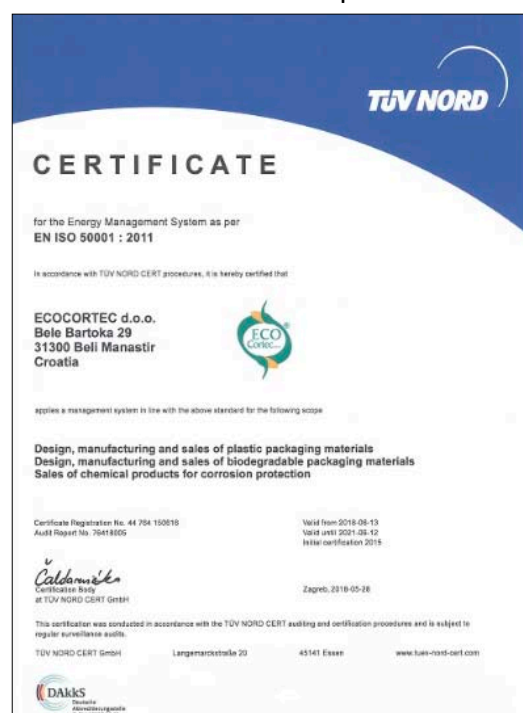 TÜV NORD
CERTIFICATE
for the Energy Management System as per
EN ISO 50001 : 2011
In accordance with TÜV NORD CERT procedures, it is hereby certified that
ECOCORTEC d.o.o.
Bele Bartoka 29
31300 Beli Manastir
Croatia
ECO
Cortec
®
applies a management system in line with the above standard for the following scope
Design, manufacturing and sales of plastic packaging materials
Design, manufacturing and sales of biodegradable packaging materials
Sales of chemical products for corrosion protection
Certificate Registration No. 44 764 150618
Audit Report No. 76418005
Valid from 2018-06-13
Valid until 2021-06-12
Initial certification 2015
Certification Body
at TÜV NORD CERT GmbH
Zagreb, 2018-05-28
This certification was conducted in accordance with the TÜV NORD CERT auditing and certification procedures and is subject to
regular surveillance audits.
TÜV NORD CERT GmbH Langemarckstraße 20 45141 Essen www.tuev-nord-cert.com
DAkkS
Deutsche
Akkreditierungsstelle